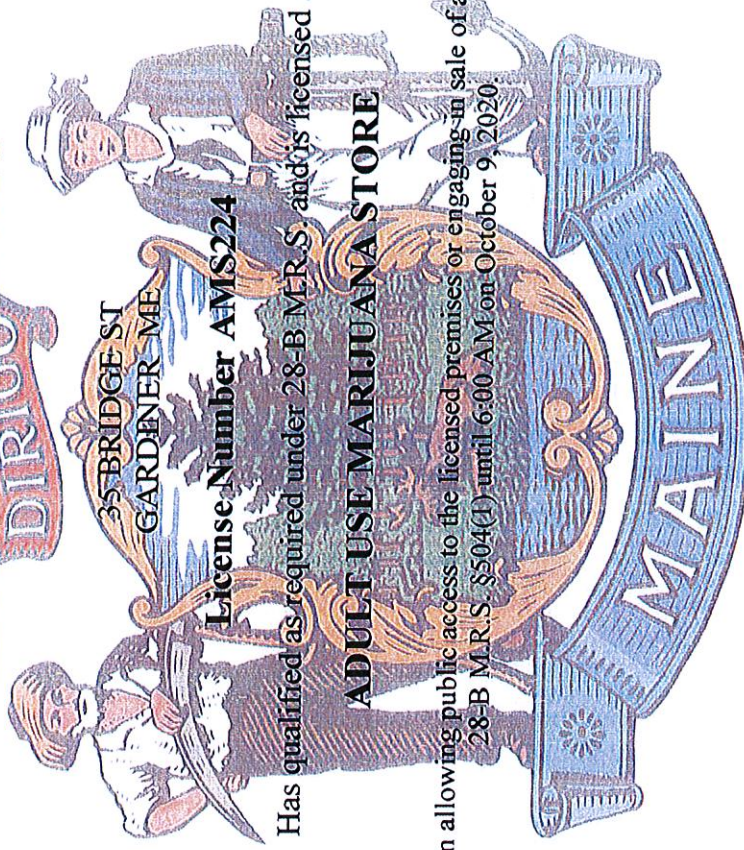 DIRIGO
35 BRIDGE ST
GARDINER ME
License Number AMS224
Has qualified as required under 28-B M.R.S. and is licensed
ADULT USE MARIJUANA STORE
allowing public access to the licensed premises or engaging in sale of
28-B M.R.S. §504(1) until 6:00 AM on October 9, 2020.
MAINE